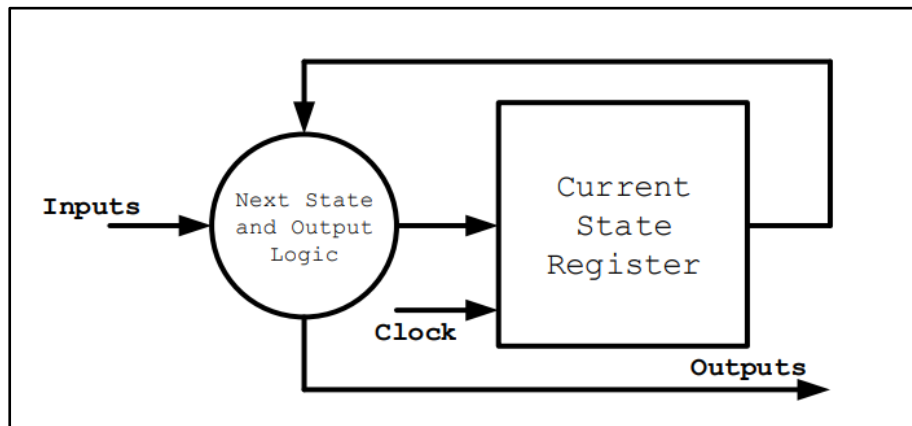 Inputs
Next State
and Output
Logic
Current
State
Register
Clock
Outputs